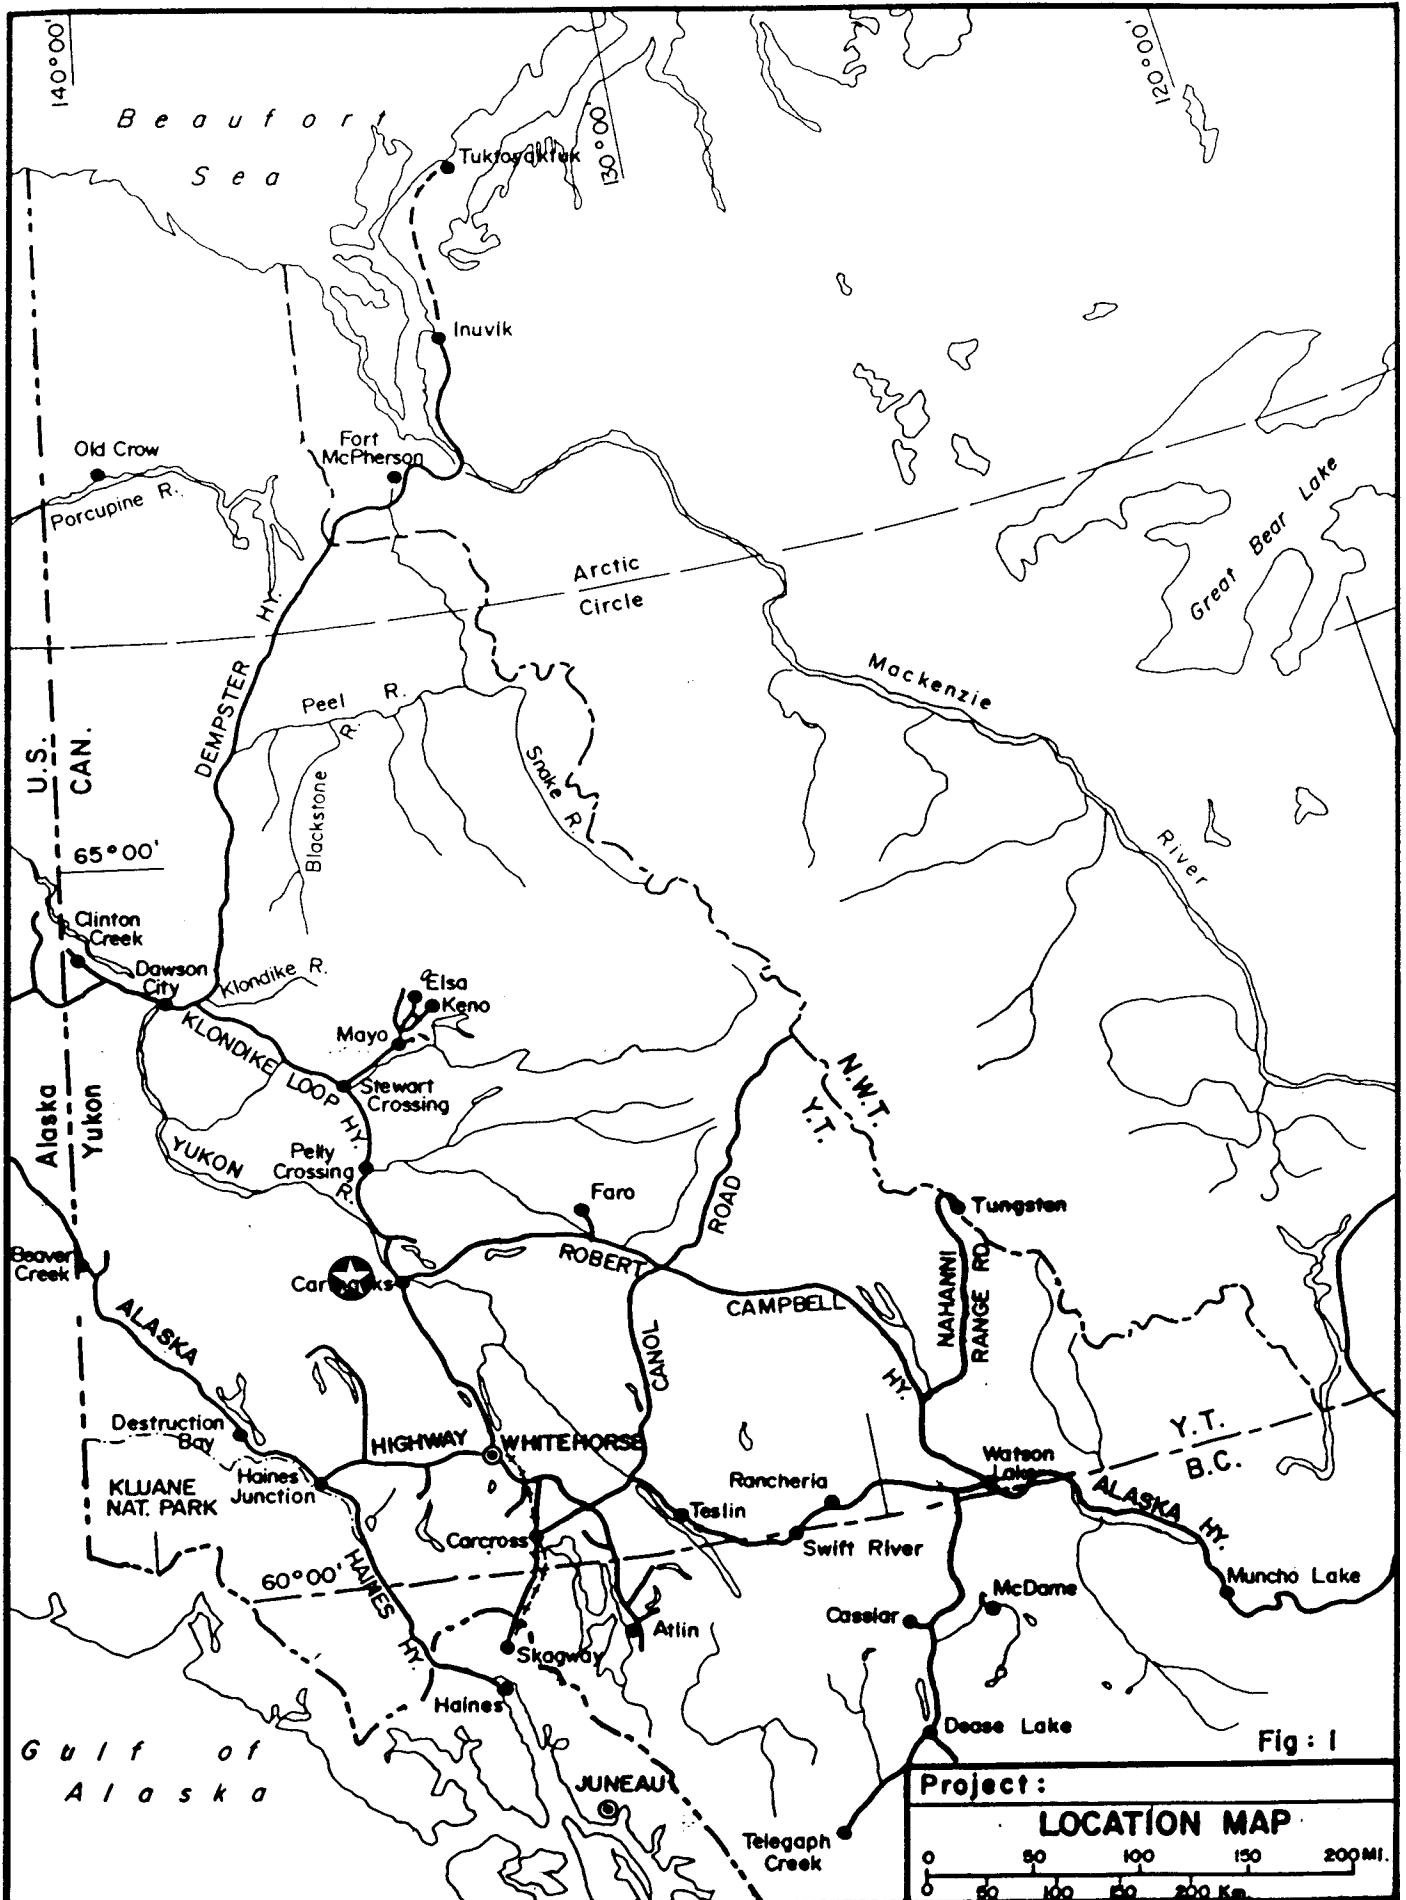 140°00'
130°00'
120°00'
Beaufort
Sea
Tuktoyaktuk
Inuvik
Fort
McPherson
Old Crow
Porcupine R.
Great Bear Lake
Arctic
Circle
DEMPSTER HY.
Mackenzie
River
Peel R.
Blackstone R.
Snake R.
U.S.
CAN.
65°00'
Clinton
Creek
Dawson
City
Klondike R.
Elsa
Keno
Mayo
KLONDIKE LOOP HY.
Stewart
Crossing
Alaska
Yukon
N.W.T.
Y.T.
YUKON R.
Pelly
Crossing
Faro
ROAD
Tungsten
Beaver
Creek
Carmacks
ROBERT
CAMPBELL
HY.
NAHANNI
RANGE RD.
ALASKA
CANOL
Destruction
Bay
HIGHWAY
WHITEHORSE
Y.T.
B.C.
Haines
Junction
KLUANE
NAT. PARK
Rancheria
Watson
Lake
ALASKA HY.
Teslin
Swift River
Carcross
60°00'
HAINES
HY.
Muncho Lake
McDame
Cassiar
Atlin
Skagway
Haines
Dease Lake
Gulf of
Alaska
JUNEAU
Telegaph
Creek
Fig: 1
Project:
LOCATION MAP
0 50 100 150 200 MI.
0 50 100 150 200 Km.